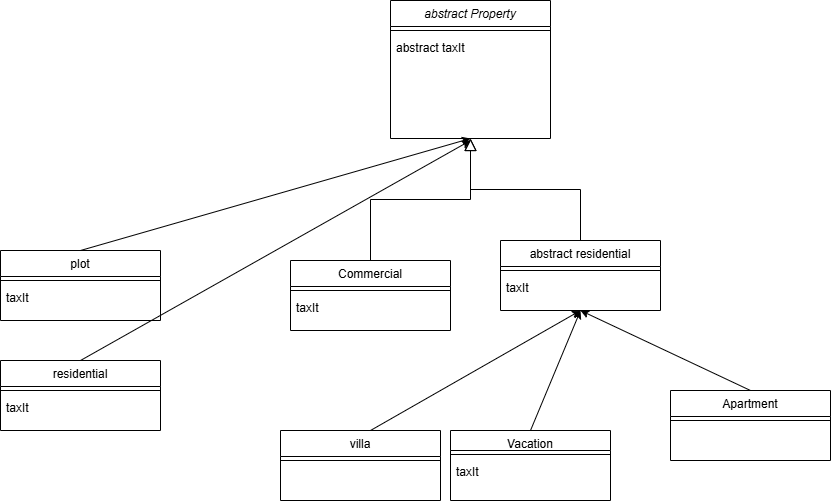 abstract Property
abstract taxIt
plot
taxIt
Commercial
taxIt
abstract residential
taxIt
residential
taxIt
villa
Vacation
taxIt
Apartment